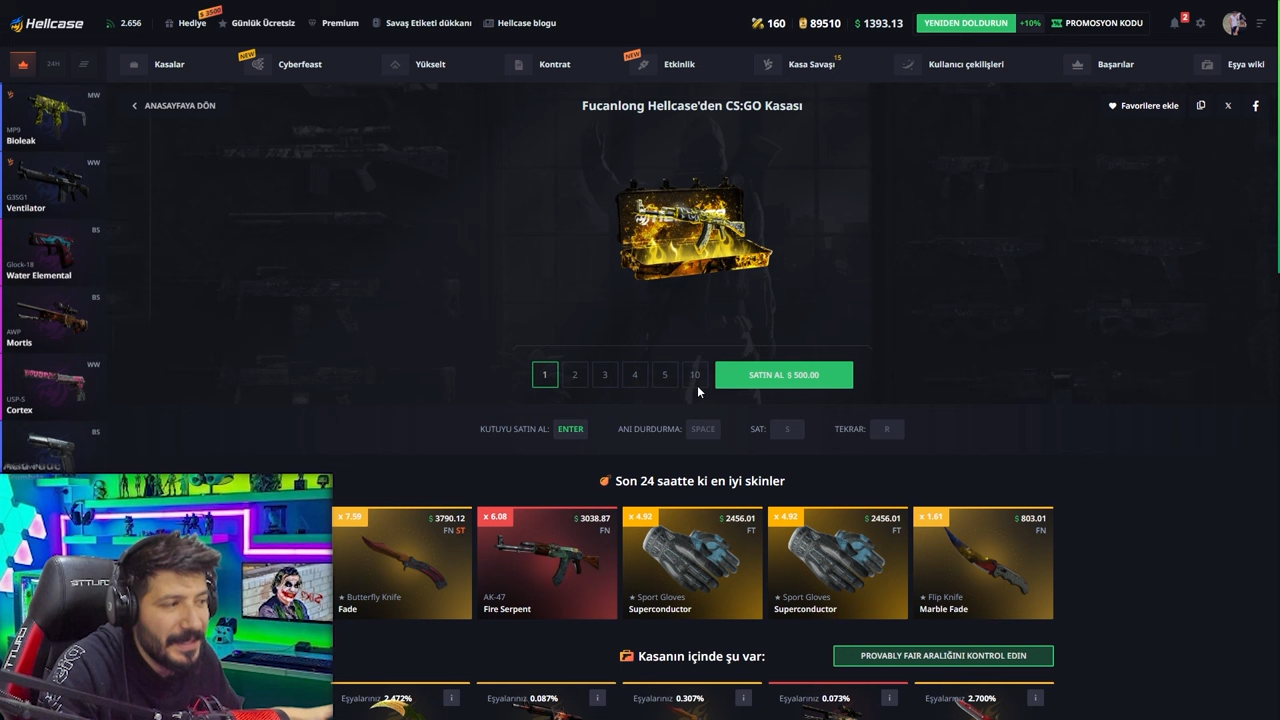 Hellcase
2.656
Hediye
$ 3500
Günlük Ücretsiz
Premium
Savaş Etiketi dükkanı
Hellcase blogu
160
89510
$ 1393.13
YENİDEN DOLDURUN
+10%
PROMOSYON KODU
2
24H
Kasalar
NEW
Cyberfeast
Yükselt
Kontrat
NEW
Etkinlik
Kasa Savaşı
15
Kullanıcı çekilişleri
Başarılar
Eşya wiki
ANASAYFAYA DÖN
Fucanlong Hellcase'den CS:GO Kasası
Favorilere ekle
MW
MP9
Bioleak
WW
G3SG1
Ventilator
BS
Glock-18
Water Elemental
BS
AWP
Mortis
WW
USP-S
Cortex
BS
1
2
3
4
5
10
SATIN AL $ 500.00
KUTUYU SATIN AL: ENTER
ANI DURDURMA: SPACE
SAT: S
TEKRAR: R
Son 24 saatte ki en iyi skinler
x 7.59
$ 3790.12
FN ST
★ Butterfly Knife
Fade
x 6.08
$ 3038.87
FN
AK-47
Fire Serpent
x 4.92
$ 2456.01
FT
★ Sport Gloves
Superconductor
x 4.92
$ 2456.01
FT
★ Sport Gloves
Superconductor
x 1.61
$ 803.01
FN
★ Flip Knife
Marble Fade
Kasanın içinde şu var:
PROVABLY FAIR ARALIĞINI KONTROL EDIN
Eşyalarınız 2.472%
Eşyalarınız 0.087%
Eşyalarınız 0.307%
Eşyalarınız 0.073%
Eşyalarınız 2.700%